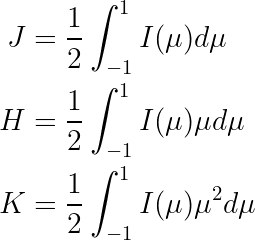 J = \frac{1}{2} \int_{-1}^{1} I(\mu) d\mu
H = \frac{1}{2} \int_{-1}^{1} I(\mu) \mu d\mu
K = \frac{1}{2} \int_{-1}^{1} I(\mu) \mu^2 d\mu